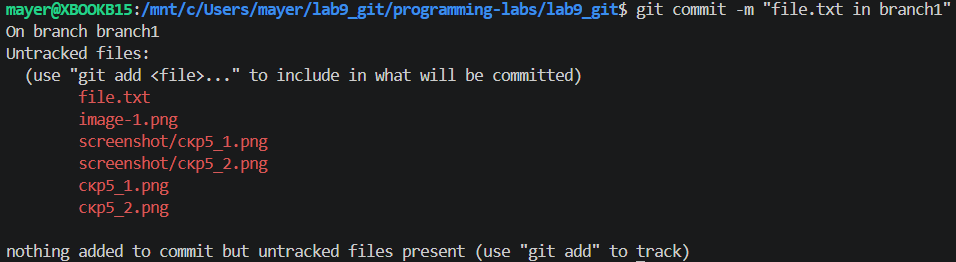 mayer@XBOOKB15:/mnt/c/Users/mayer/lab9_git/programming-labs/lab9_git$ git commit -m "file.txt in branch1"
On branch branch1
Untracked files:
  (use "git add <file>..." to include in what will be committed)
        file.txt
        image-1.png
        screenshot/скр5_1.png
        screenshot/скр5_2.png
        скр5_1.png
        скр5_2.png

nothing added to commit but untracked files present (use "git add" to track)